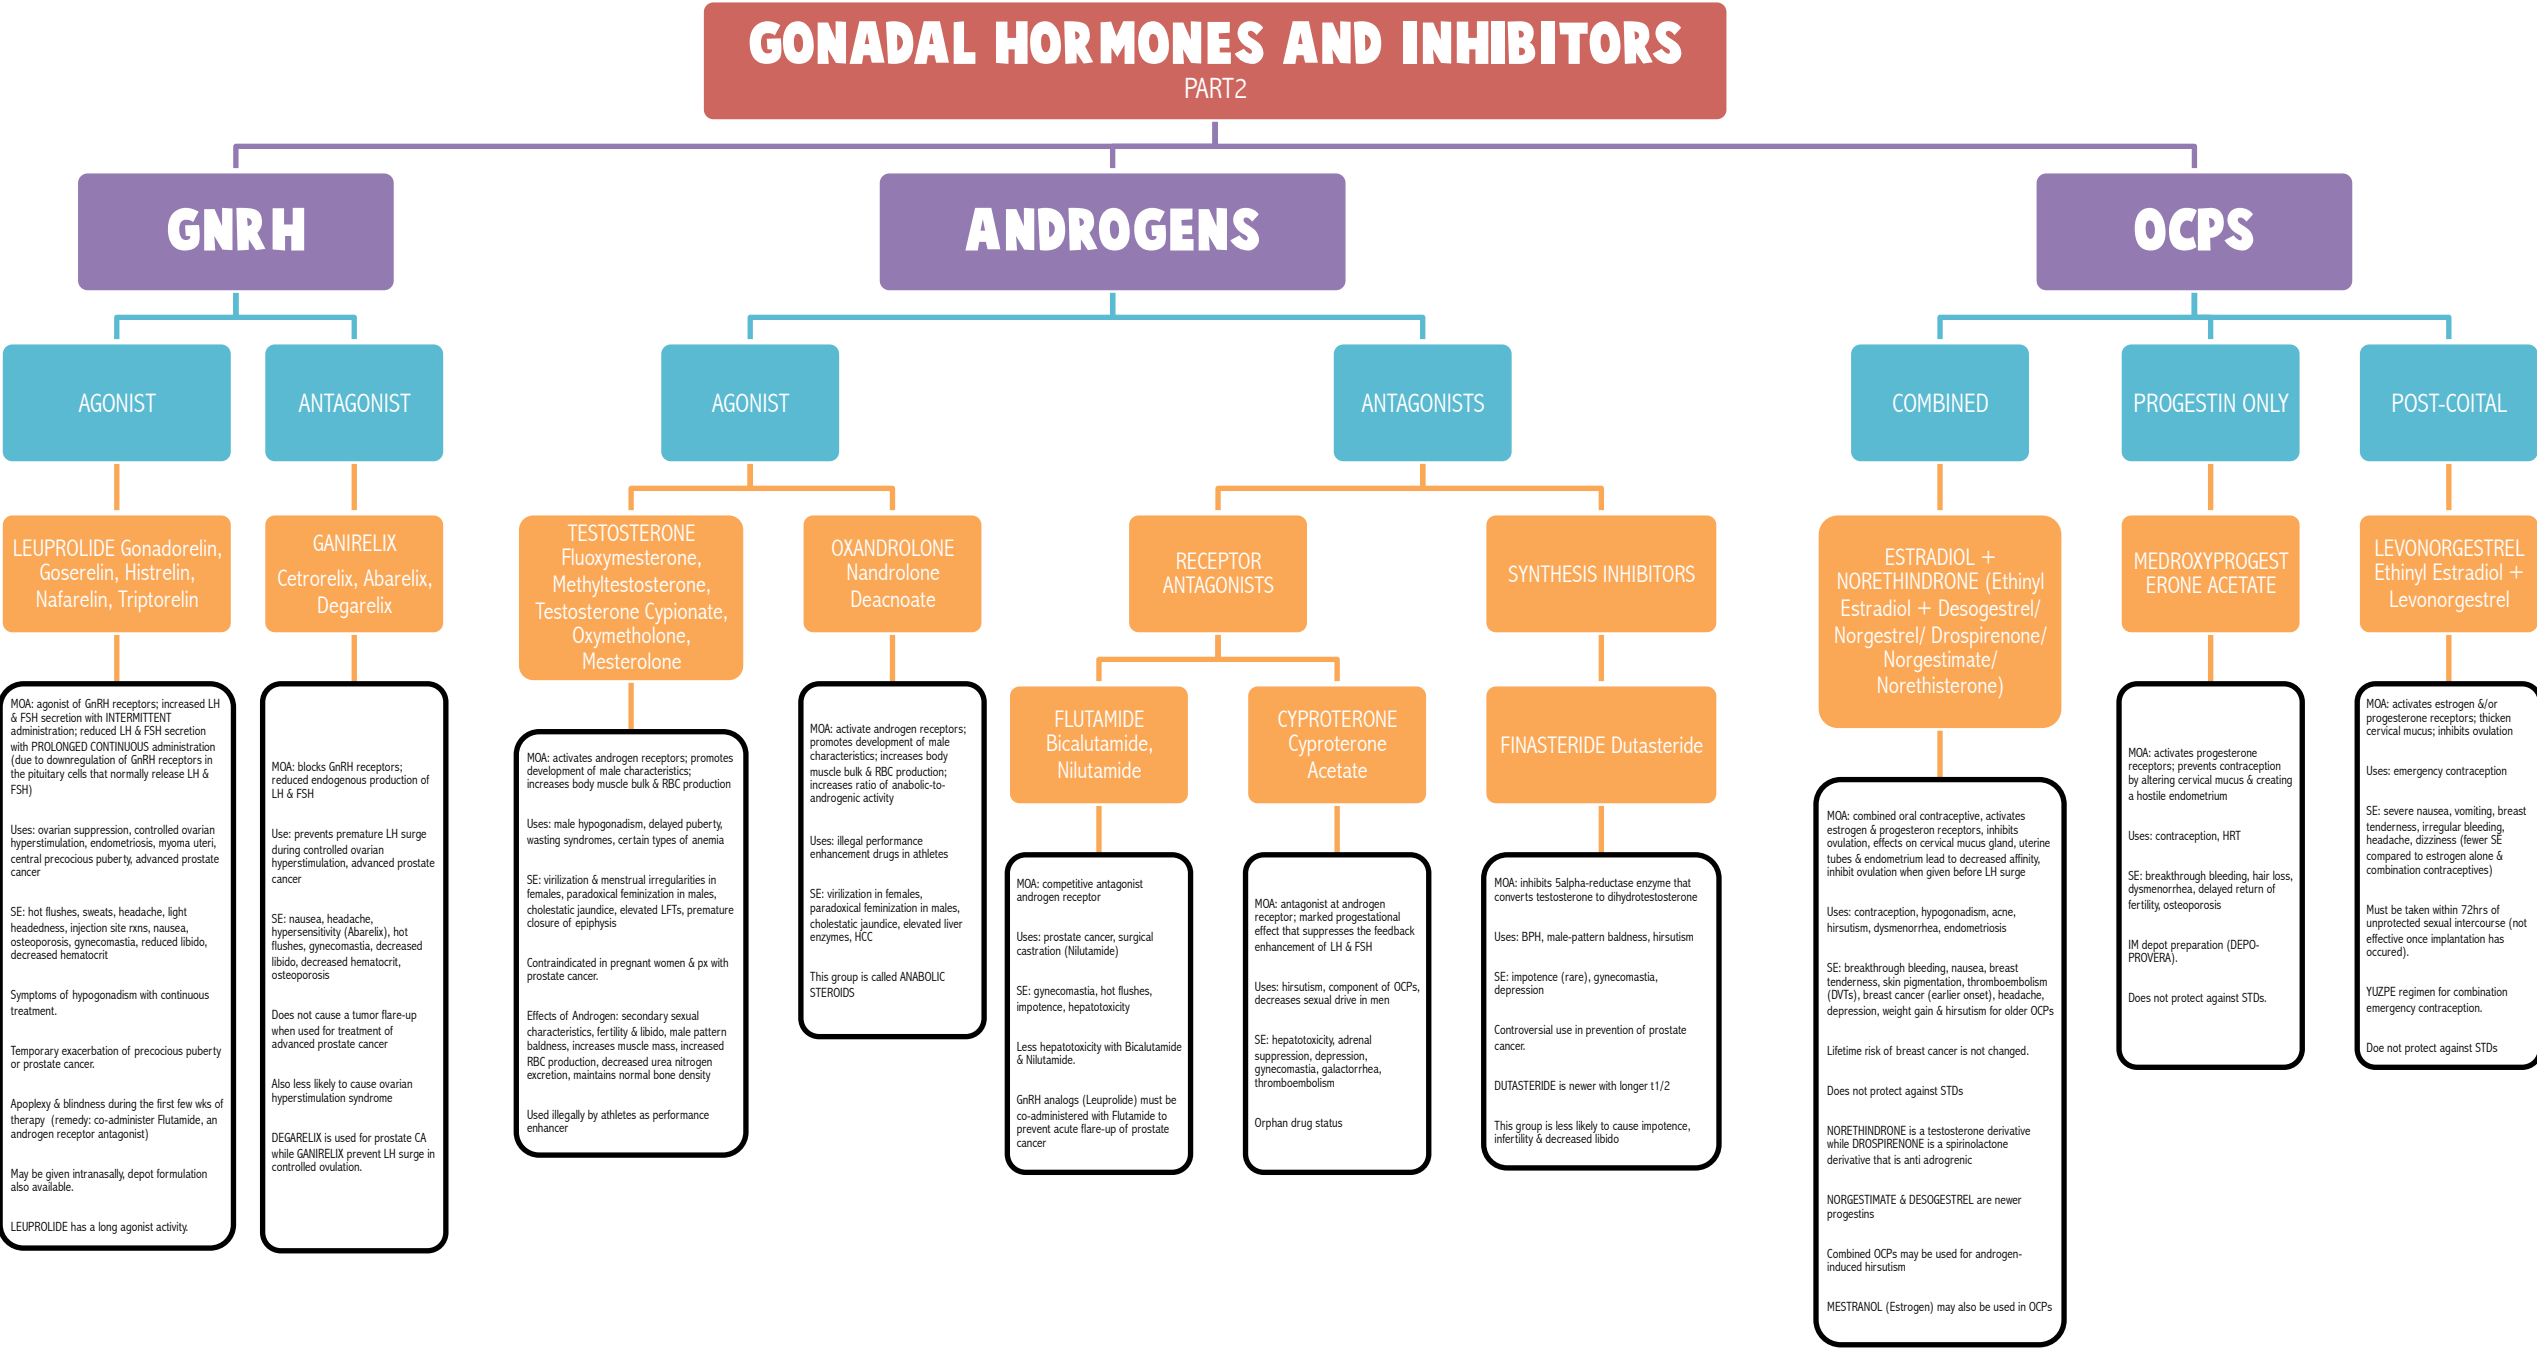 GONADAL HORMONES AND INHIBITORS
PART2
GNRH
ANDROGENS
OCPS
AGONIST
ANTAGONIST
AGONIST
ANTAGONISTS
COMBINED
PROGESTIN ONLY
POST-COITAL
LEUPROLIDE Gonadorelin,
Goserelin, Histrelin,
Nafarelin, Triptorelin
GANIRELIX
Cetrorelix, Abarelix,
Degarelix
TESTOSTERONE
Fluoxymesterone,
Methyltestosterone,
Testosterone Cypionate,
Oxymetholone,
Mesterolone
OXANDROLONE
Nandrolone
Deacnoate
RECEPTOR
ANTAGONISTS
SYNTHESIS INHIBITORS
ESTRADIOL +
NORETHINDRONE (Ethinyl
Estradiol + Desogestrel/
Norgestrel/ Drospirenone/
Norgestimate/
Norethisterone)
MEDROXYPROGEST
ERONE ACETATE
LEVONORGESTREL
Ethinyl Estradiol +
Levonorgestrel
FLUTAMIDE
Bicalutamide,
Nilutamide
CYPROTERONE
Cyproterone
Acetate
FINASTERIDE Dutasteride
MOA: agonist of GnRH receptors; increased LH
& FSH secretion with INTERMITTENT
administration; reduced LH & FSH secretion
with PROLONGED CONTINUOUS administration
(due to downregulation of GnRH receptors in
the pituitary cells that normally release LH &
FSH)
Uses: ovarian suppression, controlled ovarian
hyperstimulation, endometriosis, myoma uteri,
central precocious puberty, advanced prostate
cancer
SE: hot flushes, sweats, headache, light
headedness, injection site rxns, nausea,
osteoporosis, gynecomastia, reduced libido,
decreased hematocrit
Symptoms of hypogonadism with continuous
treatment.
Temporary exacerbation of precocious puberty
or prostate cancer.
Apoplexy & blindness during the first few wks of
therapy (remedy: co-administer Flutamide, an
androgen receptor antagonist)
May be given intranasally, depot formulation
also available.
LEUPROLIDE has a long agonist activity.
MOA: blocks GnRH receptors;
reduced endogenous production of
LH & FSH
Use: prevents premature LH surge
during controlled ovarian
hyperstimulation, advanced prostate
cancer
SE: nausea, headache,
hypersensitivity (Abarelix), hot
flushes, gynecomastia, decreased
libido, decreased hematocrit,
osteoporosis
Does not cause a tumor flare-up
when used for treatment of
advanced prostate cancer
Also less likely to cause ovarian
hyperstimulation syndrome
DEGARELIX is used for prostate CA
while GANIRELIX prevent LH surge in
controlled ovulation.
MOA: activates androgen receptors; promotes
development of male characteristics;
increases body muscle bulk & RBC production
Uses: male hypogonadism, delayed puberty,
wasting syndromes, certain types of anemia
SE: virilization & menstrual irregularities in
females, paradoxical feminization in males,
cholestatic jaundice, elevated LFTs, premature
closure of epiphysis
Contraindicated in pregnant women & px with
prostate cancer.
Effects of Androgen: secondary sexual
characteristics, fertility & libido, male pattern
baldness, increases muscle mass, increased
RBC production, decreased urea nitrogen
excretion, maintains normal bone density
Used illegally by athletes as performance
enhancer
MOA: activate androgen receptors;
promotes development of male
characteristics; increases body
muscle bulk & RBC production;
increases ratio of anabolic-to-
androgenic activity
Uses: illegal performance
enhancement drugs in athletes
SE: virilization in females,
paradoxical feminization in males,
cholestatic jaundice, elevated liver
enzymes, HCC
This group is called ANABOLIC
STEROIDS
MOA: competitive antagonist
androgen receptor
Uses: prostate cancer, surgical
castration (Nilutamide)
SE: gynecomastia, hot flushes,
impotence, hepatotoxicity
Less hepatotoxicity with Bicalutamide
& Nilutamide.
GnRH analogs (Leuprolide) must be
co-administered with Flutamide to
prevent acute flare-up of prostate
cancer
MOA: antagonist at androgen
receptor; marked progestational
effect that suppresses the feedback
enhancement of LH & FSH
Uses: hirsutism, component of OCPs,
decreases sexual drive in men
SE: hepatotoxicity, adrenal
suppression, depression,
gynecomastia, galactorrhea,
thromboembolism
Orphan drug status
MOA: inhibits 5alpha-reductase enzyme that
converts testosterone to dihydrotestosterone
Uses: BPH, male-pattern baldness, hirsutism
SE: impotence (rare), gynecomastia,
depression
Controversial use in prevention of prostate
cancer.
DUTASTERIDE is newer with longer t1/2
This group is less likely to cause impotence,
infertility & decreased libido
MOA: combined oral contraceptive, activates
estrogen & progesteron receptors, inhibits
ovulation, effects on cervical mucus gland, uterine
tubes & endometrium lead to decreased affinity,
inhibit ovulation when given before LH surge
Uses: contraception, hypogonadism, acne,
hirsutism, dysmenorrhea, endometriosis
SE: breakthrough bleeding, nausea, breast
tenderness, skin pigmentation, thromboembolism
(DVTs), breast cancer (earlier onset), headache,
depression, weight gain & hirsutism for older OCPs
Lifetime risk of breast cancer is not changed.
Does not protect against STDs
NORETHINDRONE is a testosterone derivative
while DROSPIRENONE is a spirinolactone
derivative that is anti adrogrenic
NORGESTIMATE & DESOGESTREL are newer
progestins
Combined OCPs may be used for androgen-
induced hirsutism
MESTRANOL (Estrogen) may also be used in OCPs
MOA: activates progesterone
receptors; prevents contraception
by altering cervical mucus & creating
a hostile endometrium
Uses: contraception, HRT
SE: breakthrough bleeding, hair loss,
dysmenorrhea, delayed return of
fertility, osteoporosis
IM depot preparation (DEPO-
PROVERA).
Does not protect against STDs.
MOA: activates estrogen &/or
progesterone receptors; thicken
cervical mucus; inhibits ovulation
Uses: emergency contraception
SE: severe nausea, vomiting, breast
tenderness, irregular bleeding,
headache, dizziness (fewer SE
compared to estrogen alone &
combination contraceptives)
Must be taken within 72hrs of
unprotected sexual intercourse (not
effective once implantation has
occured).
YUZPE regimen for combination
emergency contraception.
Doe not protect against STDs